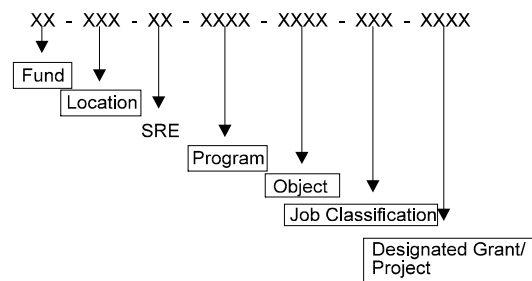 XX - XXX - XX - XXXX - XXXX - XXX - XXXX
Fund
Location
SRE
Program
Object
Job Classification
Designated Grant/
Project